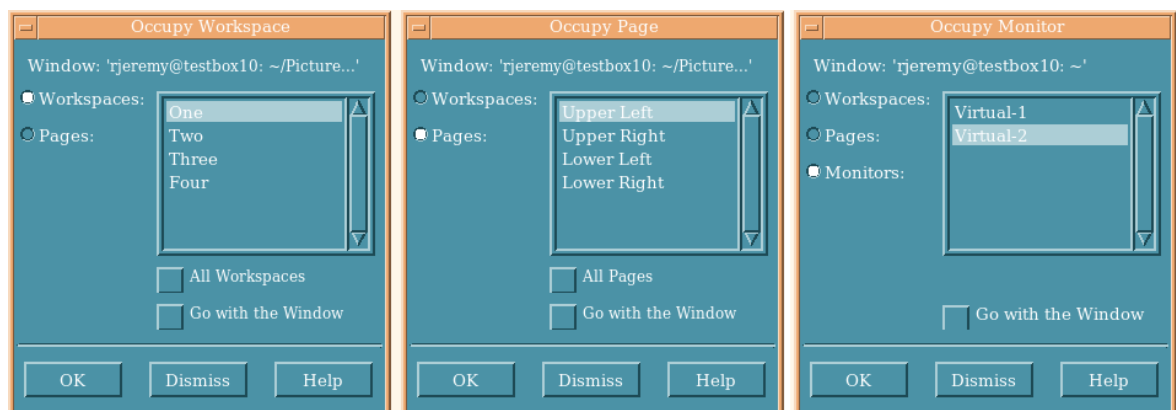 Occupy Workspace
Window: 'rjeremy@testbox10: ~/Picture...'
Workspaces:
Pages:
One
Two
Three
Four
All Workspaces
Go with the Window
OK
Dismiss
Help
Occupy Page
Window: 'rjeremy@testbox10: ~/Picture...'
Workspaces:
Pages:
Upper Left
Upper Right
Lower Left
Lower Right
All Pages
Go with the Window
OK
Dismiss
Help
Occupy Monitor
Window: 'rjeremy@testbox10: ~'
Workspaces:
Pages:
Monitors:
Virtual-1
Virtual-2
Go with the Window
OK
Dismiss
Help